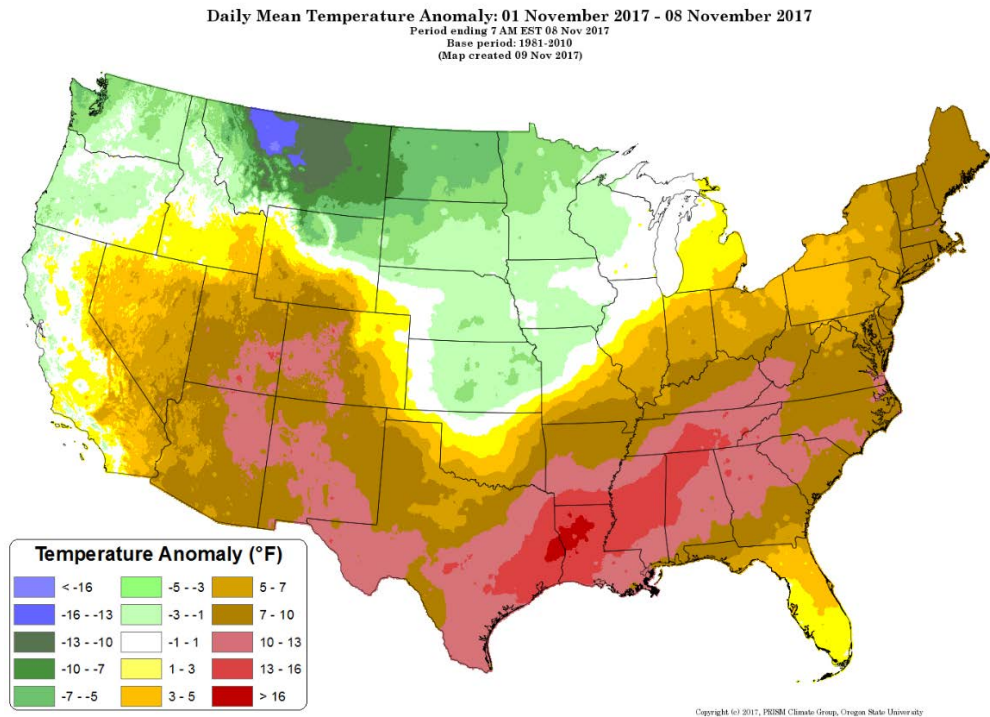 Daily Mean Temperature Anomaly: 01 November 2017 - 08 November 2017
Period ending 7 AM EST 08 Nov 2017
Base period: 1981-2010
(Map created 09 Nov 2017)
Temperature Anomaly (°F)
< -16
-5 - -3
5 - 7
-16 - -13
-3 - -1
7 - 10
-13 - -10
-1 - 1
10 - 13
-10 - -7
1 - 3
13 - 16
-7 - -5
3 - 5
> 16
Copyright (c) 2017, PRISM Climate Group, Oregon State University